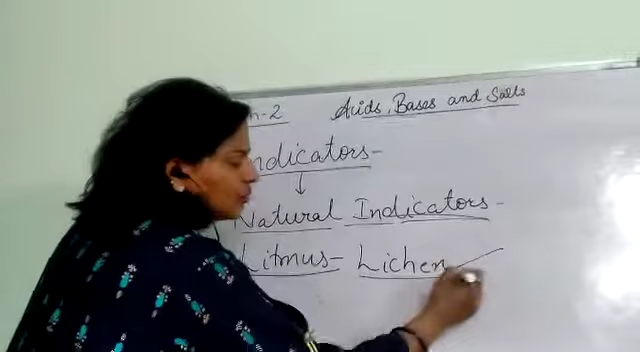 n-2 Acids, Bases and Salts
ndicators-
Natural Indicators-
Litmus- Lichen